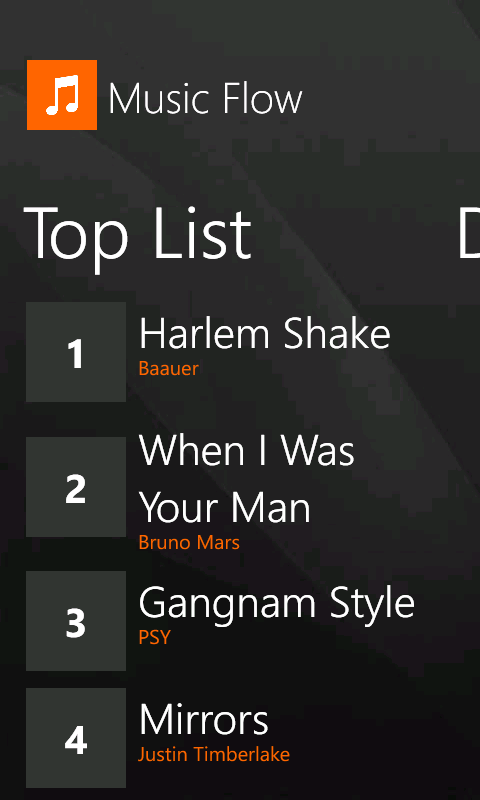 Music Flow
Top List
D
1
Harlem Shake
Baauer
2
When I Was
Your Man
Bruno Mars
3
Gangnam Style
PSY
4
Mirrors
Justin Timberlake